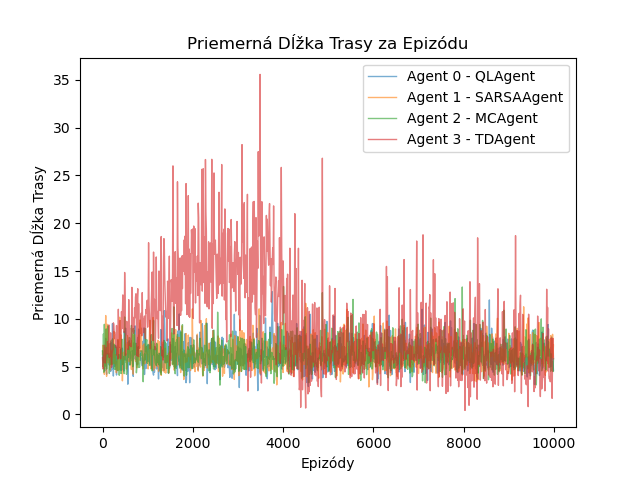 Priemerná Dĺžka Trasy za Epizódu
Agent 0 - QLAgent
Agent 1 - SARSAAgent
Agent 2 - MCAgent
Agent 3 - TDAgent
Priemerná Dĺžka Trasy
35
30
25
20
15
10
5
0
0 2000 4000 6000 8000 10000
Epizódy